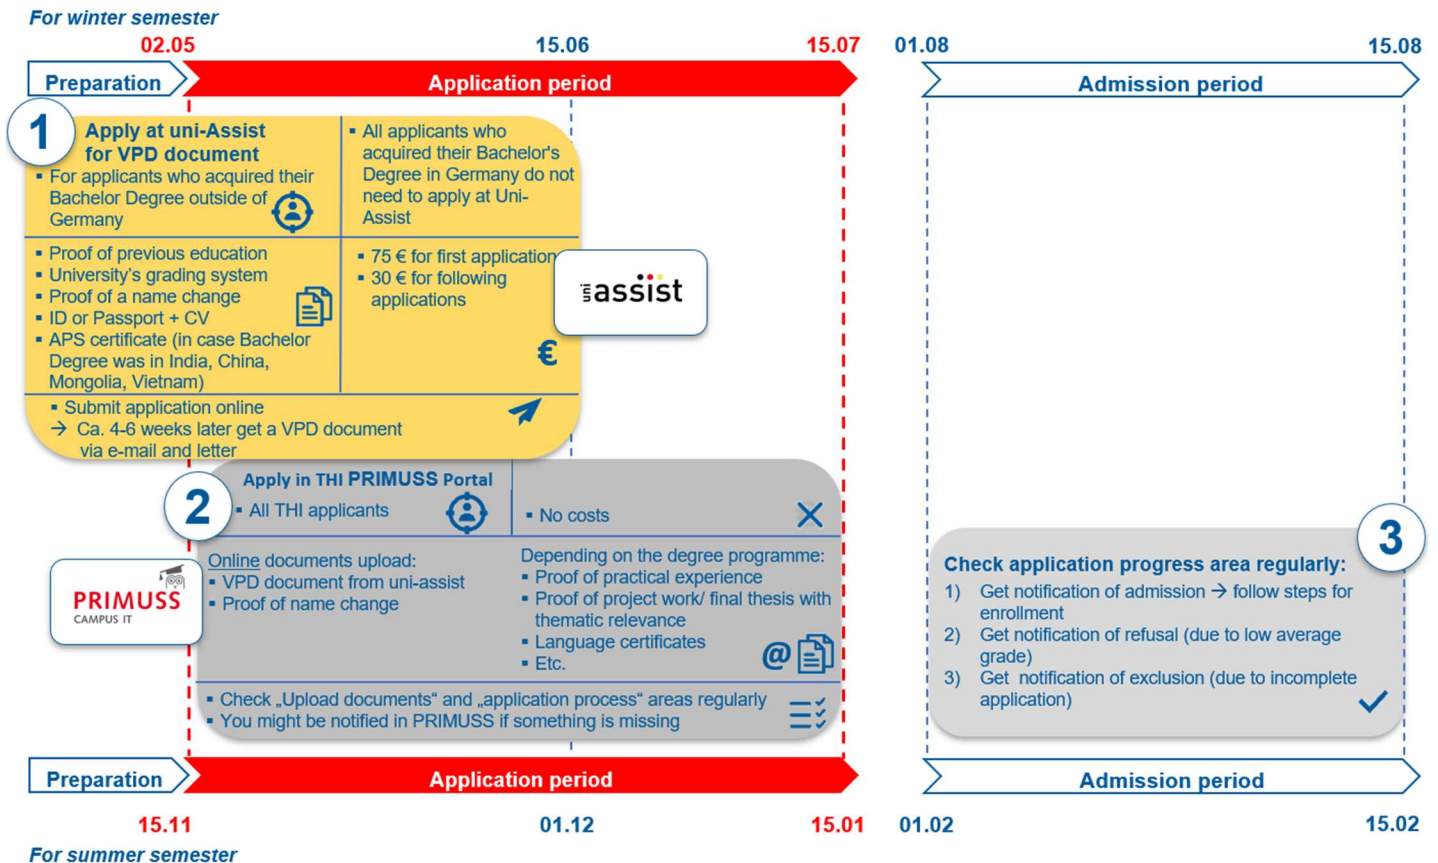 For winter semester
02.05
15.06
15.07
01.08
15.08
Preparation
Application period
Admission period
1
Apply at uni-Assist
for VPD document
▪ For applicants who acquired their
Bachelor Degree outside of
Germany
▪ All applicants who
acquired their Bachelor's
Degree in Germany do not
need to apply at Uni-
Assist
▪ Proof of previous education
▪ University's grading system
▪ Proof of a name change
▪ ID or Passport + CV
▪ APS certificate (in case Bachelor
Degree was in India, China,
Mongolia, Vietnam)
▪ 75 € for first application
▪ 30 € for following
applications
€
uni assist
▪ Submit application online
→ Ca. 4-6 weeks later get a VPD document
via e-mail and letter
2
Apply in THI PRIMUSS Portal
▪ All THI applicants
▪ No costs
PRIMUSS
CAMPUS IT
Online documents upload:
▪ VPD document from uni-assist
▪ Proof of name change
Depending on the degree programme:
▪ Proof of practical experience
▪ Proof of project work/ final thesis with
thematic relevance
▪ Language certificates
▪ Etc.
@
▪ Check „Upload documents“ and „application process“ areas regularly
▪ You might be notified in PRIMUSS if something is missing
3
Check application progress area regularly:
1) Get notification of admission → follow steps for
enrollment
2) Get notification of refusal (due to low average
grade)
3) Get notification of exclusion (due to incomplete
application)
Preparation
Application period
Admission period
15.11
01.12
15.01
01.02
15.02
For summer semester